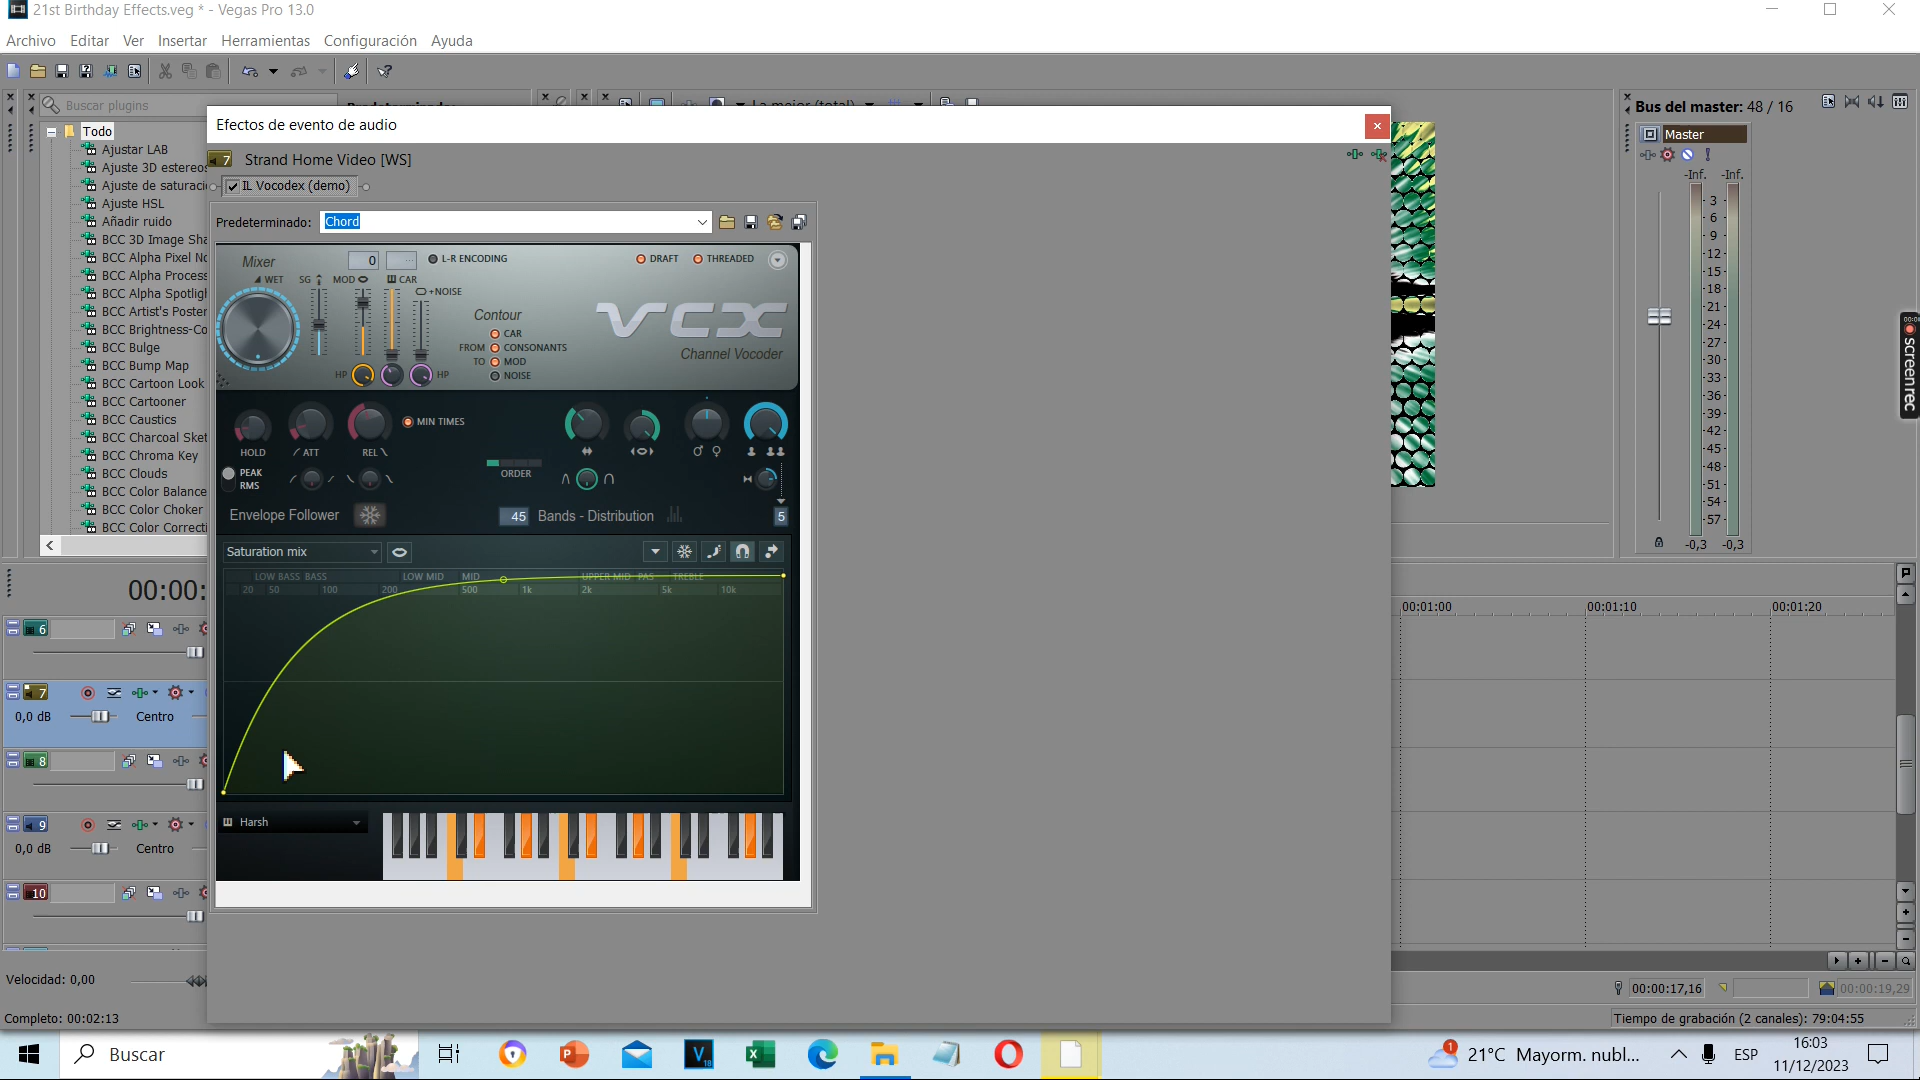 21st Birthday Effects.veg * - Vegas Pro 13.0
Archivo Editar Ver Insertar Herramientas Configuración Ayuda
Buscar plugins
La mejor (total)
Bus del master: 48 / 16
Todo
Ajustar LAB
Ajuste 3D estereos
Ajuste de saturaci
Ajuste HSL
Añadir ruido
BCC 3D Image Sha
BCC Alpha Pixel No
BCC Alpha Process
BCC Alpha Spotligh
BCC Artist's Poster
BCC Brightness-Co
BCC Bulge
BCC Bump Map
BCC Cartoon Look
BCC Cartooner
BCC Caustics
BCC Charcoal Sket
BCC Chroma Key
BCC Clouds
BCC Color Balance
BCC Color Choker
BCC Color Correcti
Efectos de evento de audio
7 Strand Home Video [WS]
IL Vocodex (demo)
Predeterminado: Chord
Mixer 0 L-R ENCODING DRAFT THREADED
WET SG MOD CAR
+NOISE
Contour
CAR
FROM CONSONANTS
TO MOD
NOISE
HP HP
VCX
Channel Vocoder
MIN TIMES
HOLD ATT REL
PEAK
RMS
ORDER
Envelope Follower 45 Bands - Distribution 5
Saturation mix
LOW BASS BASS LOW MID MID UPPER MID PAS TREBLE
20 50 100 200 500 1k 2k 5k 10k
Harsh
Master
-Inf. -Inf.
3
6
9
12
15
18
21
24
27
30
33
36
39
42
45
48
51
54
57
-0,3 -0,3
00:00:
00:01:00 00:01:10 00:01:20
6
7
0,0 dB Centro
8
9
0,0 dB Centro
10
Velocidad: 0,00
00:00:17,16 00:00:19,29
Completo: 00:02:13
Tiempo de grabación (2 canales): 79:04:55
screenrec
Buscar
1 21°C Mayorm. nubl... ESP
16:03
11/12/2023